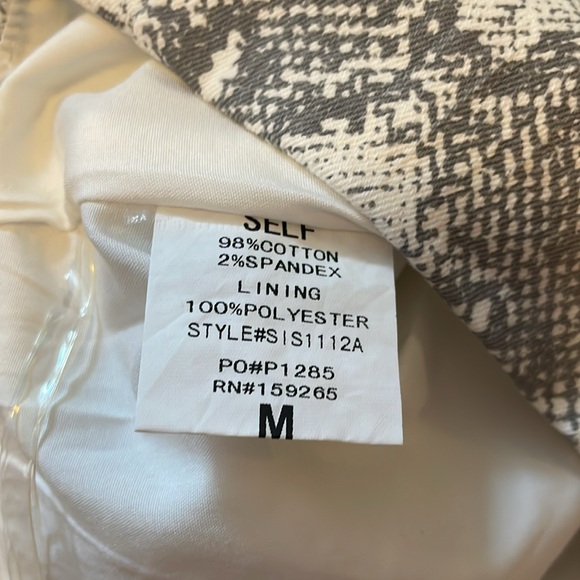 SELF
98%COTTON
2%SPANDEX
LINING
100%POLYESTER
STYLE#SIS1112A
PO#P1285
RN#159265
M